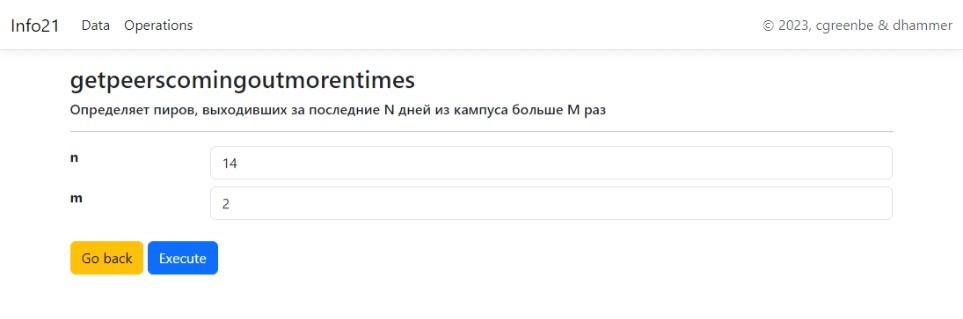 Info21 Data Operations © 2023, cgreenbe & dhammer
getpeerscomingoutmorentimes
Определяет пиров, выходивших за последние N дней из кампуса больше M раз
n 14
m 2
Go back Execute